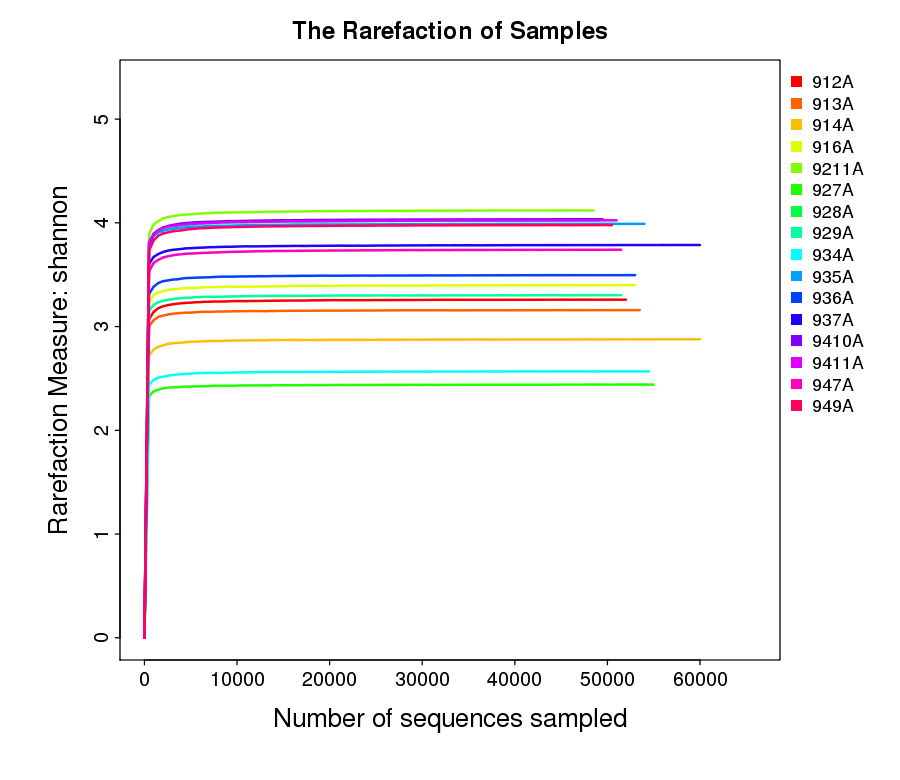 The Rarefaction of Samples
Rarefaction Measure: shannon
5
4
3
2
1
0
0 10000 20000 30000 40000 50000 60000
Number of sequences sampled
912A
913A
914A
916A
9211A
927A
928A
929A
934A
935A
936A
937A
9410A
9411A
947A
949A